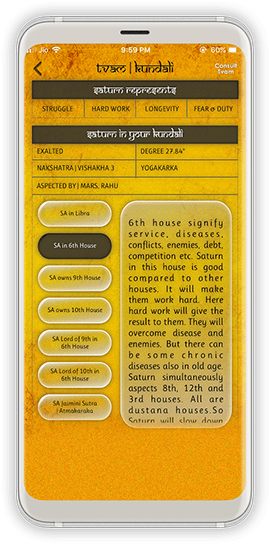 Jio
9:59 PM
60%
tvam | kundali
Consult
Tvam
SATURN REPRESENTS
STRUGGLE
HARD WORK
LONGEVITY
FEAR & DUTY
SATURN IN YOUR KUNDALI
EXALTED
DEGREE 27.84°
NAKSHATRA | VISHAKHA 3
YOGAKARKA
ASPECTED BY | MARS, RAHU
SA in Libra
SA in 6th House
SA owns 9th House
SA owns 10th House
SA Lord of 9th in
6th House
SA Lord of 10th in
6th House
SA Jaimini Sutra
| Atmakaraka
6th house signify
service, diseases,
conflicts, enemies, debt,
competition etc. Saturn
in this house is good
compared to other
houses. It will make
them work hard. Here
hard work will give the
result to them. They will
overcome disease and
enemies. But there can
be some chronic
diseases also in old age.
Saturn simultaneously
aspects 8th, 12th and
3rd houses. All are
dustana houses.So
Saturn will slow down